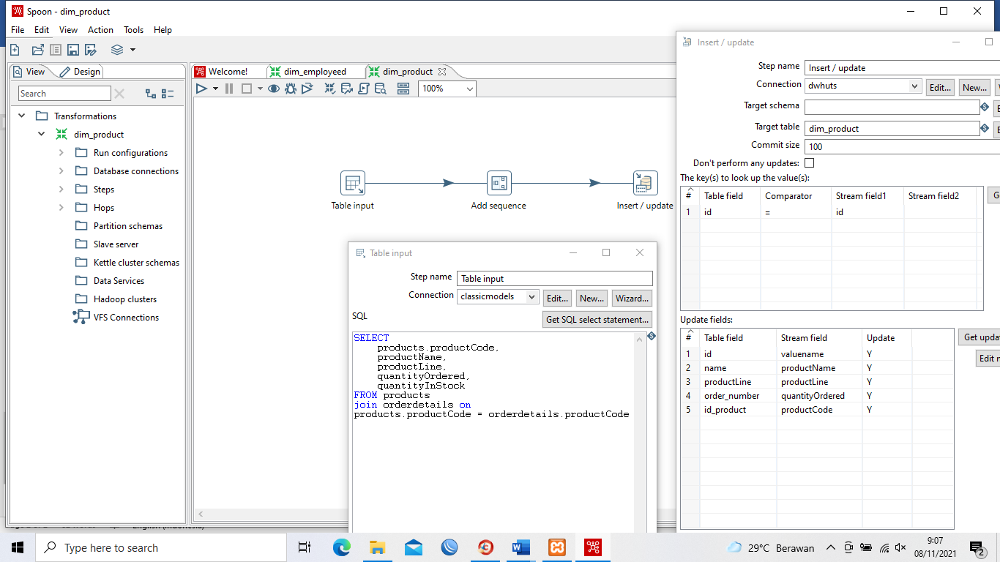 Spoon - dim_product
File Edit View Action Tools Help
View Design
Search
Transformations
dim_product
Run configurations
Database connections
Steps
Hops
Partition schemas
Slave server
Kettle cluster schemas
Data Services
Hadoop clusters
VFS Connections
Welcome! dim_employeed dim_product
100%
Table input Add sequence Insert / update
Table input
Step name Table input
Connection classicmodels Edit... New... Wizard...
SQL Get SQL select statement...
SELECT
products.productCode,
productName,
productLine,
quantityOrdered,
quantityInStock
FROM products
join orderdetails on
products.productCode = orderdetails.productCode
Insert / update
Step name Insert / update
Connection dwhuts Edit... New...
Target schema
Target table dim_product
Commit size 100
Don't perform any updates:
The key(s) to look up the value(s):
# Table field Comparator Stream field1 Stream field2
1 id = id
Update fields:
# Table field Stream field Update
1 id valuename Y
2 name productName Y
3 productLine productLine Y
4 order_number quantityOrdered Y
5 id_product productCode Y
Get upda
Edit
English (Indonesia)
Type here to search
29°C Berawan
9:07
08/11/2021
2